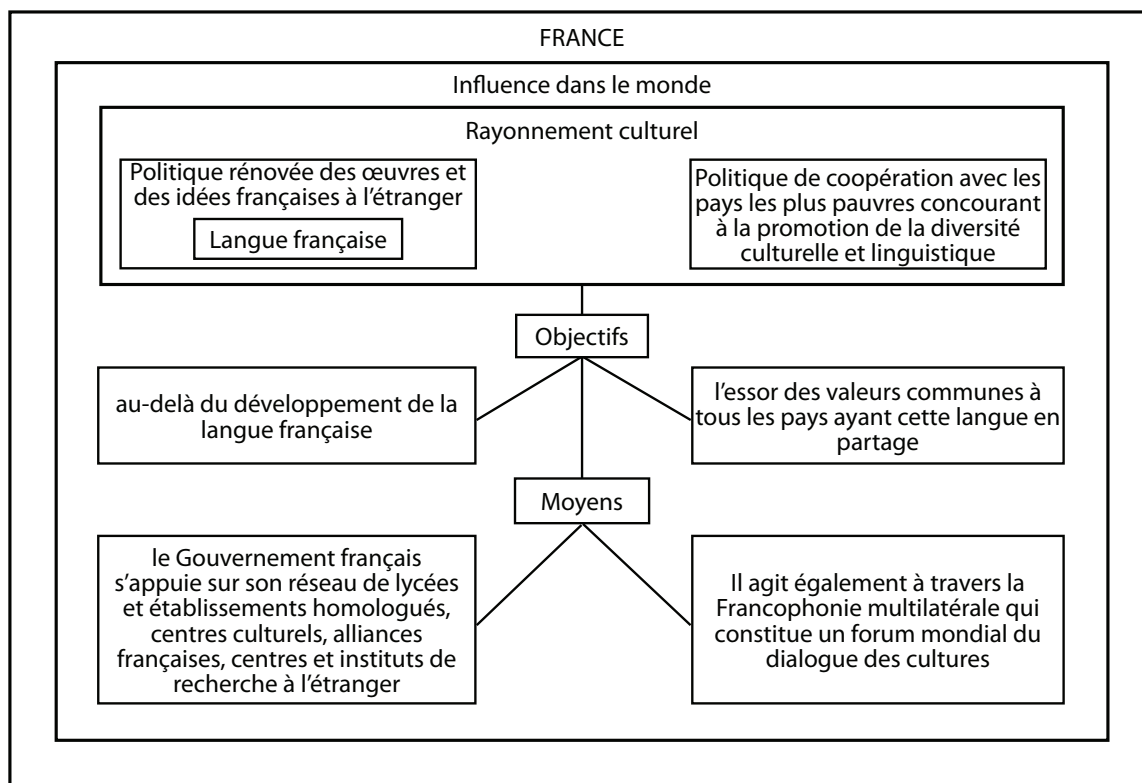 FRANCE
Influence dans le monde
Rayonnement culturel
Politique rénovée des œuvres et
des idées françaises à l’étranger
Langue française
Politique de coopération avec les
pays les plus pauvres concourant
à la promotion de la diversité
culturelle et linguistique
Objectifs
au-delà du développement de la
langue française
l’essor des valeurs communes à
tous les pays ayant cette langue en
partage
Moyens
le Gouvernement français
s’appuie sur son réseau de lycées
et établissements homologués,
centres culturels, alliances
françaises, centres et instituts de
recherche à l’étranger
Il agit également à travers la
Francophonie multilatérale qui
constitue un forum mondial du
dialogue des cultures